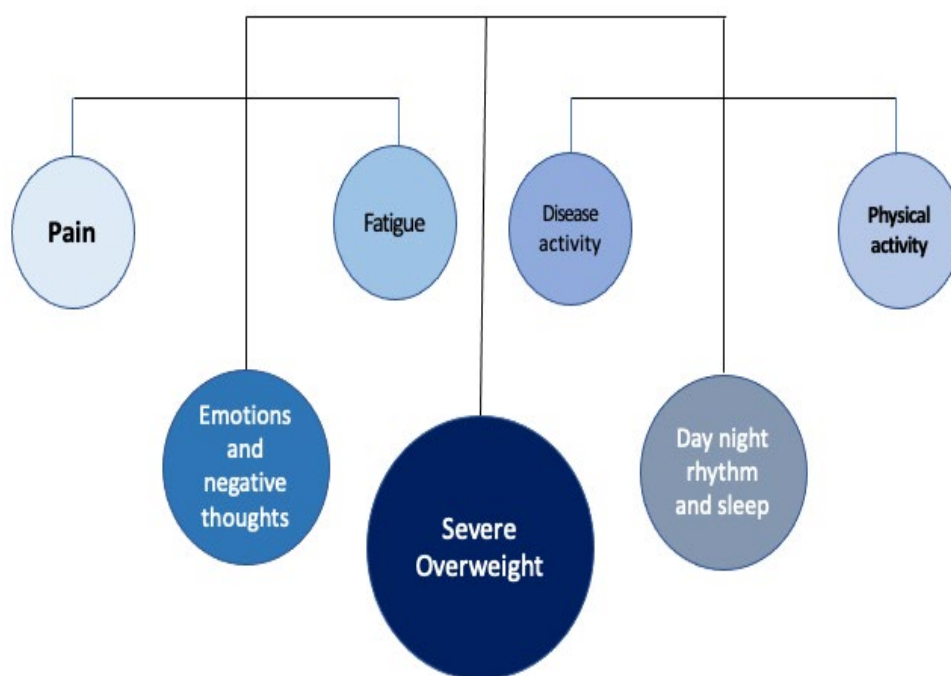 Pain
Fatigue
Disease
activity
Physical
activity
Emotions
and
negative
thoughts
Severe
Overweight
Day night
rhythm
and sleep